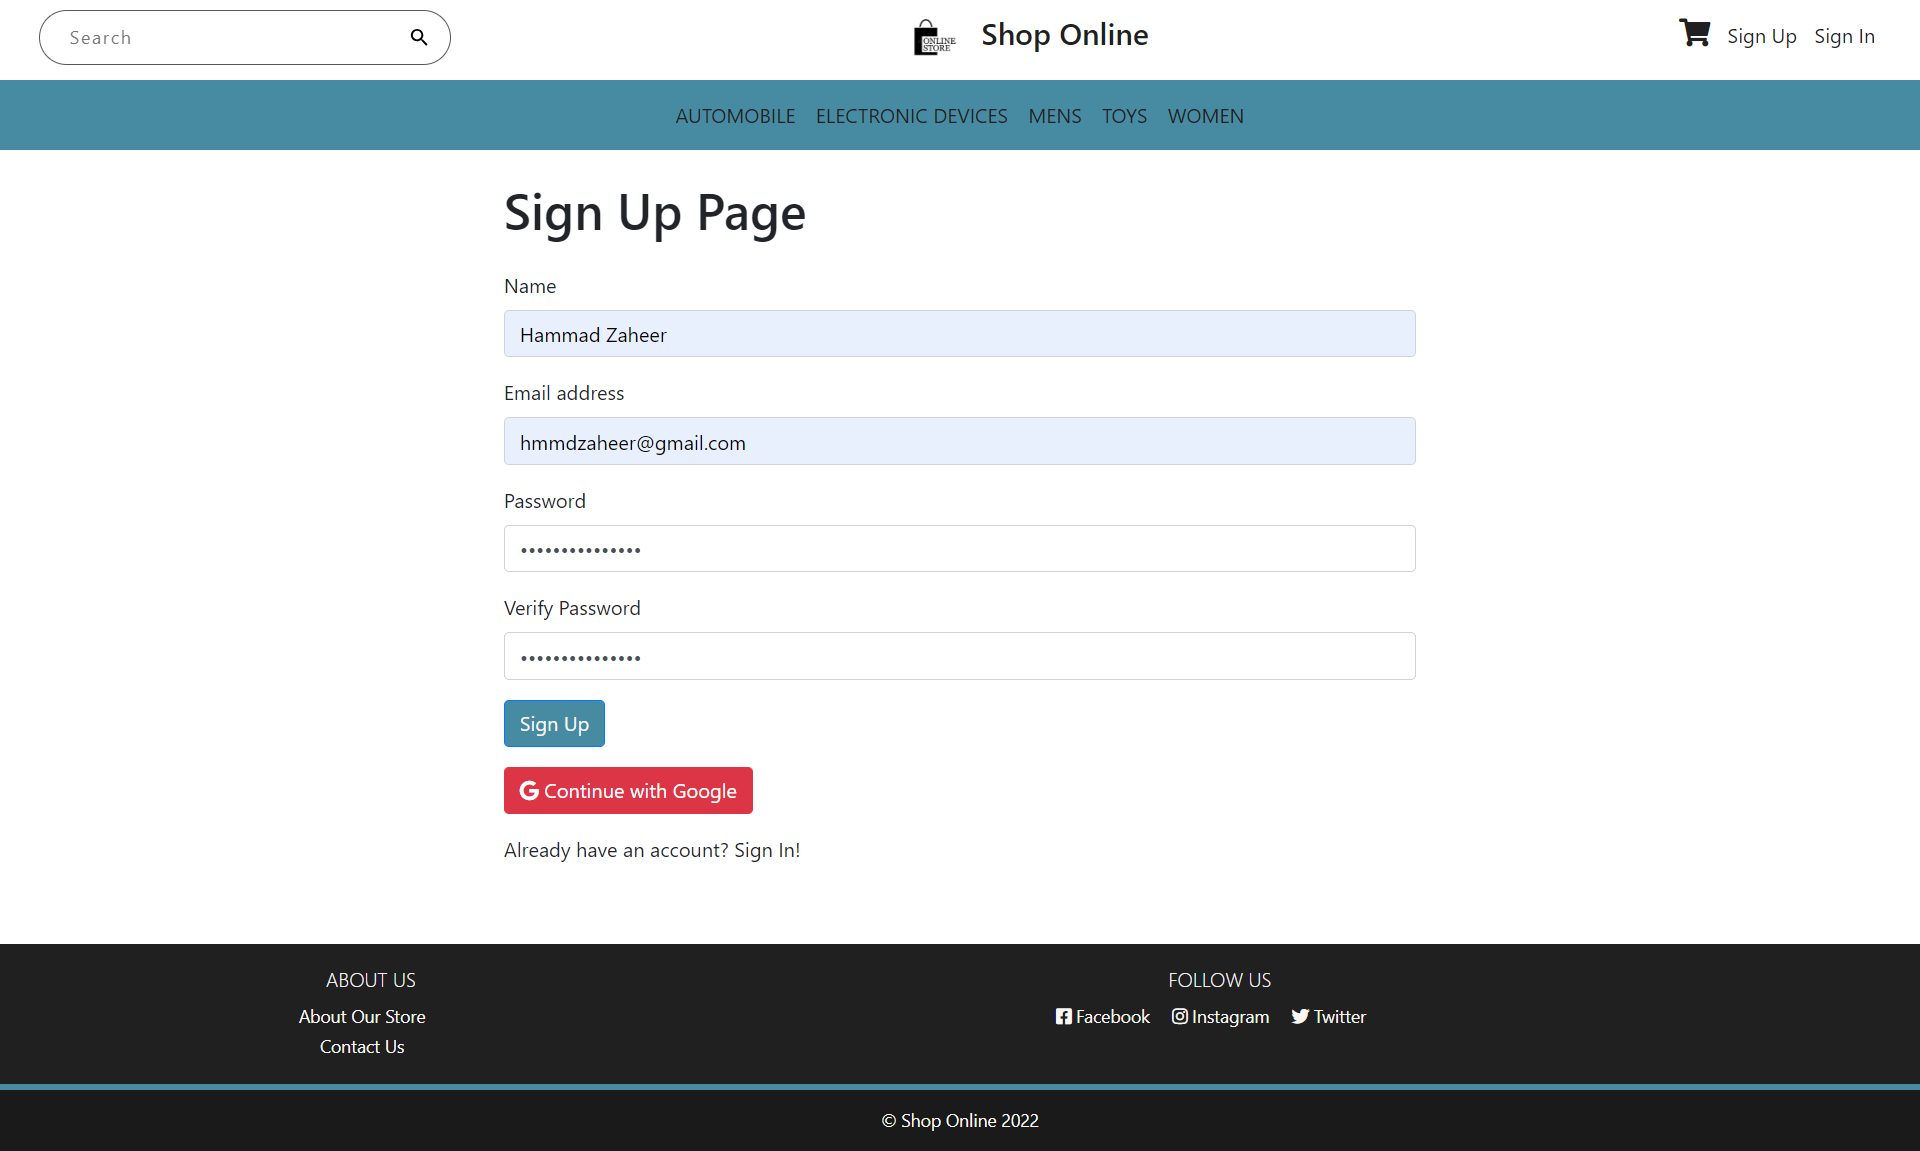 Search
ONLINE
STORE
Shop Online
Sign Up Sign In
AUTOMOBILE ELECTRONIC DEVICES MENS TOYS WOMEN
Sign Up Page
Name
Hammad Zaheer
Email address
hmmdzaheer@gmail.com
Password
•••••••••••••••
Verify Password
•••••••••••••••
Sign Up
G Continue with Google
Already have an account? Sign In!
ABOUT US
About Our Store
Contact Us
FOLLOW US
Facebook Instagram Twitter
© Shop Online 2022